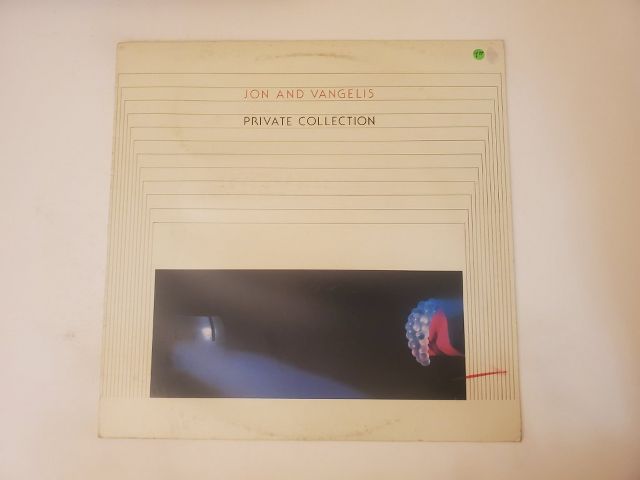 JON AND VANGELIS
PRIVATE COLLECTION